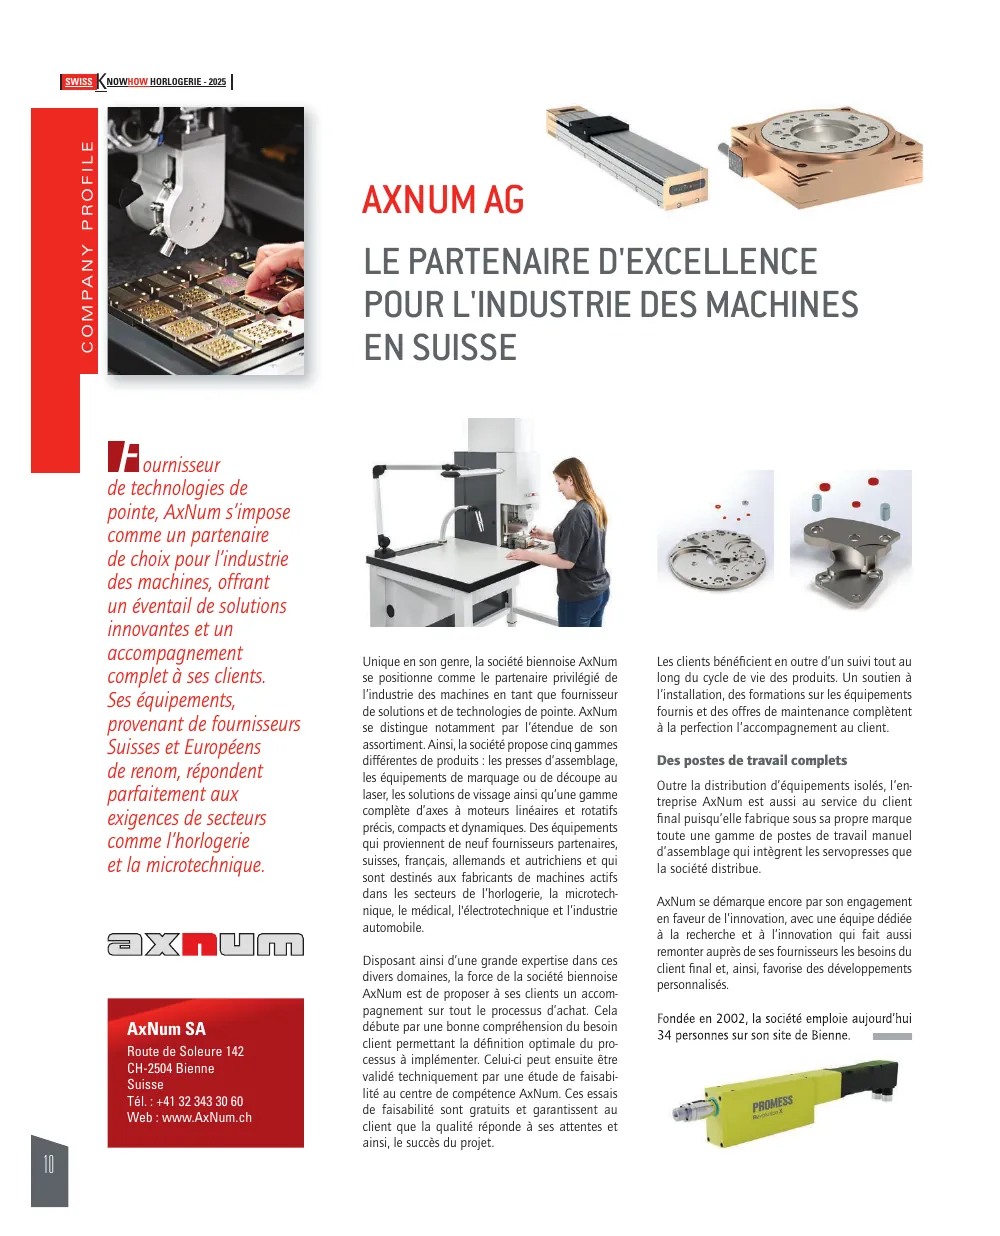 SWISS KNOWHOW HORLOGERIE - 2025
COMPANY PROFILE
AXNUM AG
LE PARTENAIRE D'EXCELLENCE
POUR L'INDUSTRIE DES MACHINES
EN SUISSE
Fournisseur
de technologies de
pointe, AxNum s’impose
comme un partenaire
de choix pour l’industrie
des machines, offrant
un éventail de solutions
innovantes et un
accompagnement
complet à ses clients.
Ses équipements,
provenant de fournisseurs
Suisses et Européens
de renom, répondent
parfaitement aux
exigences de secteurs
comme l’horlogerie
et la microtechnique.
axnum
AxNum SA
Route de Soleure 142
CH-2504 Bienne
Suisse
Tél. : +41 32 343 30 60
Web : www.AxNum.ch
Unique en son genre, la société biennoise AxNum
se positionne comme le partenaire privilégié de
l’industrie des machines en tant que fournisseur
de solutions et de technologies de pointe. AxNum
se distingue notamment par l’étendue de son
assortiment. Ainsi, la société propose cinq gammes
différentes de produits : les presses d’assemblage,
les équipements de marquage ou de découpe au
laser, les solutions de vissage ainsi qu’une gamme
complète d’axes à moteurs linéaires et rotatifs
précis, compacts et dynamiques. Des équipements
qui proviennent de neuf fournisseurs partenaires,
suisses, français, allemands et autrichiens et qui
sont destinés aux fabricants de machines actifs
dans les secteurs de l’horlogerie, la microtech-
nique, le médical, l'électrotechnique et l’industrie
automobile.
Disposant ainsi d’une grande expertise dans ces
divers domaines, la force de la société biennoise
AxNum est de proposer à ses clients un accom-
pagnement sur tout le processus d’achat. Cela
débute par une bonne compréhension du besoin
client permettant la définition optimale du pro-
cessus à implémenter. Celui-ci peut ensuite être
validé techniquement par une étude de faisabi-
lité au centre de compétence AxNum. Ces essais
de faisabilité sont gratuits et garantissent au
client que la qualité réponde à ses attentes et
ainsi, le succès du projet.
Les clients bénéficient en outre d’un suivi tout au
long du cycle de vie des produits. Un soutien à
l’installation, des formations sur les équipements
fournis et des offres de maintenance complètent
à la perfection l’accompagnement au client.
Des postes de travail complets
Outre la distribution d’équipements isolés, l’en-
treprise AxNum est aussi au service du client
final puisqu’elle fabrique sous sa propre marque
toute une gamme de postes de travail manuel
d’assemblage qui intègrent les servopresses que
la société distribue.
AxNum se démarque encore par son engagement
en faveur de l’innovation, avec une équipe dédiée
à la recherche et à l’innovation qui fait aussi
remonter auprès de ses fournisseurs les besoins du
client final et, ainsi, favorise des développements
personnalisés.
Fondée en 2002, la société emploie aujourd’hui
34 personnes sur son site de Bienne.
PROMESS
10